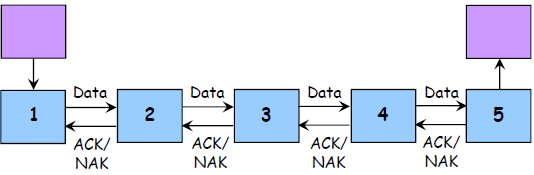 Data Data Data Data
1 2 3 4 5
ACK/ ACK/ ACK/ ACK/
NAK NAK NAK NAK